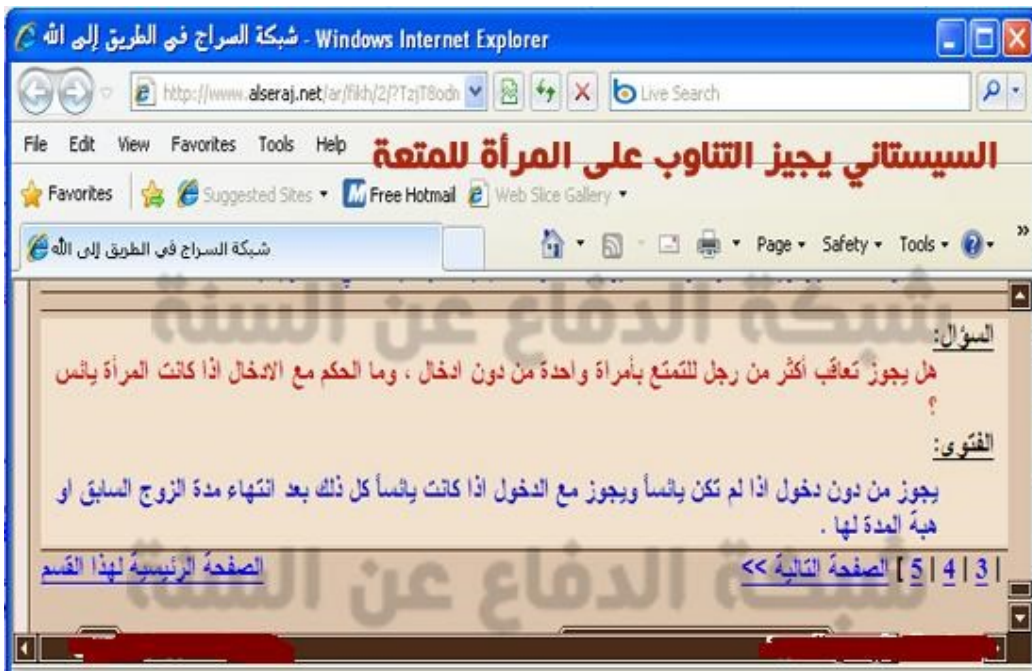 شبكة السراج في الطريق إلى الله - Windows Internet Explorer
http://www.alseraj.net/ar/fikh/2/?TzjT8odn
Live Search
File Edit View Favorites Tools Help
السيستاني يجيز التناوب على المرأة للمتعة
Favorites Suggested Sites Free Hotmail Web Slice Gallery
شبكة السراج في الطريق إلى الله
Page Safety Tools
شبكة الدفاع عن السنة
السؤال:
هل يجوز تعاقب أكثر من رجل للتمتع بأمراة واحدة من دون ادخال ، وما الحكم مع الادخال اذا كانت المرأة يائس
؟
الفتوى:
يجوز من دون دخول اذا لم تكن يائساً ويجوز مع الدخول اذا كانت يائساً كل ذلك بعد انتهاء مدة الزوج السابق او
هبة المدة لها .
| 3 | 4 | 5 ] الصفحة التالية >> الصفحة الرئيسية لهذا القسم
شبكة الدفاع عن السنة